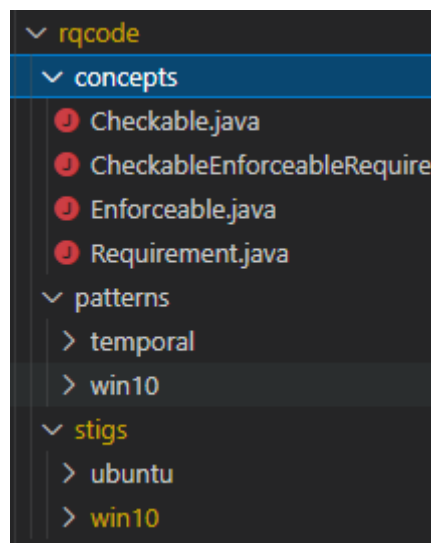 rqcode
concepts
Checkable.java
CheckableEnforceableRequire
Enforceable.java
Requirement.java
patterns
temporal
win10
stigs
ubuntu
win10